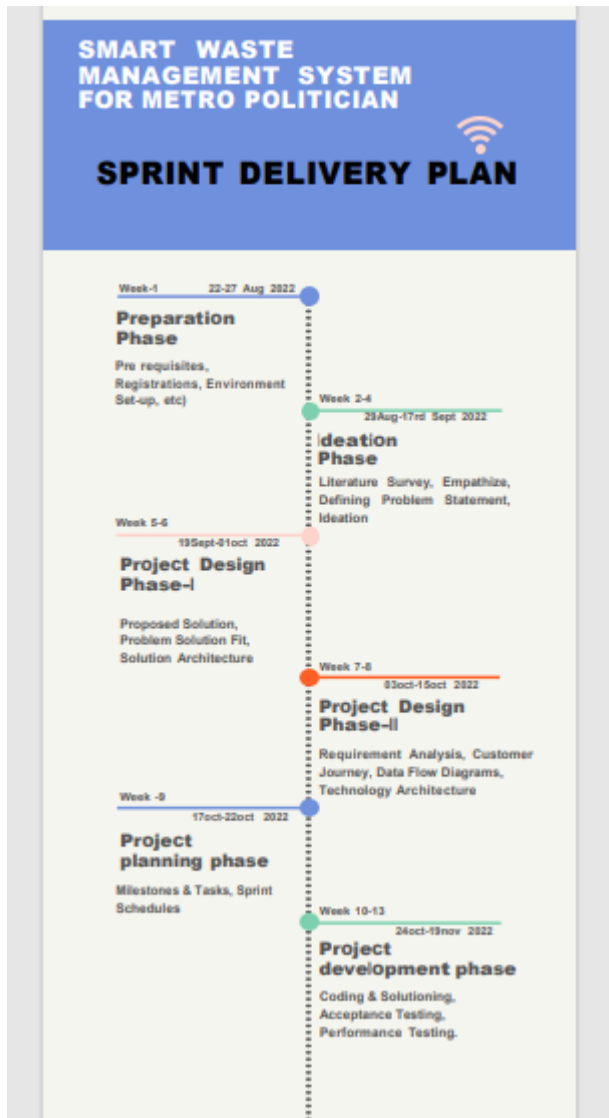 SMART WASTE
MANAGEMENT SYSTEM
FOR METRO POLITICIAN
SPRINT DELIVERY PLAN
Week-1 22-27 Aug 2022
Preparation
Phase
Pre requisites,
Registrations, Environment
Set-up, etc)
Week 2-4
29Aug-17rd Sept 2022
Ideation
Phase
Literature Survey, Empathize,
Defining Problem Statement,
Ideation
Week 5-6
19Sept-01oct 2022
Project Design
Phase-I
Proposed Solution,
Problem Solution Fit,
Solution Architecture
Week 7-8
03oct-15oct 2022
Project Design
Phase-II
Requirement Analysis, Customer
Journey, Data Flow Diagrams,
Technology Architecture
Week -9
17oct-22oct 2022
Project
planning phase
Milestones & Tasks, Sprint
Schedules
Week 10-13
24oct-19nov 2022
Project
development phase
Coding & Solutioning,
Acceptance Testing,
Performance Testing.